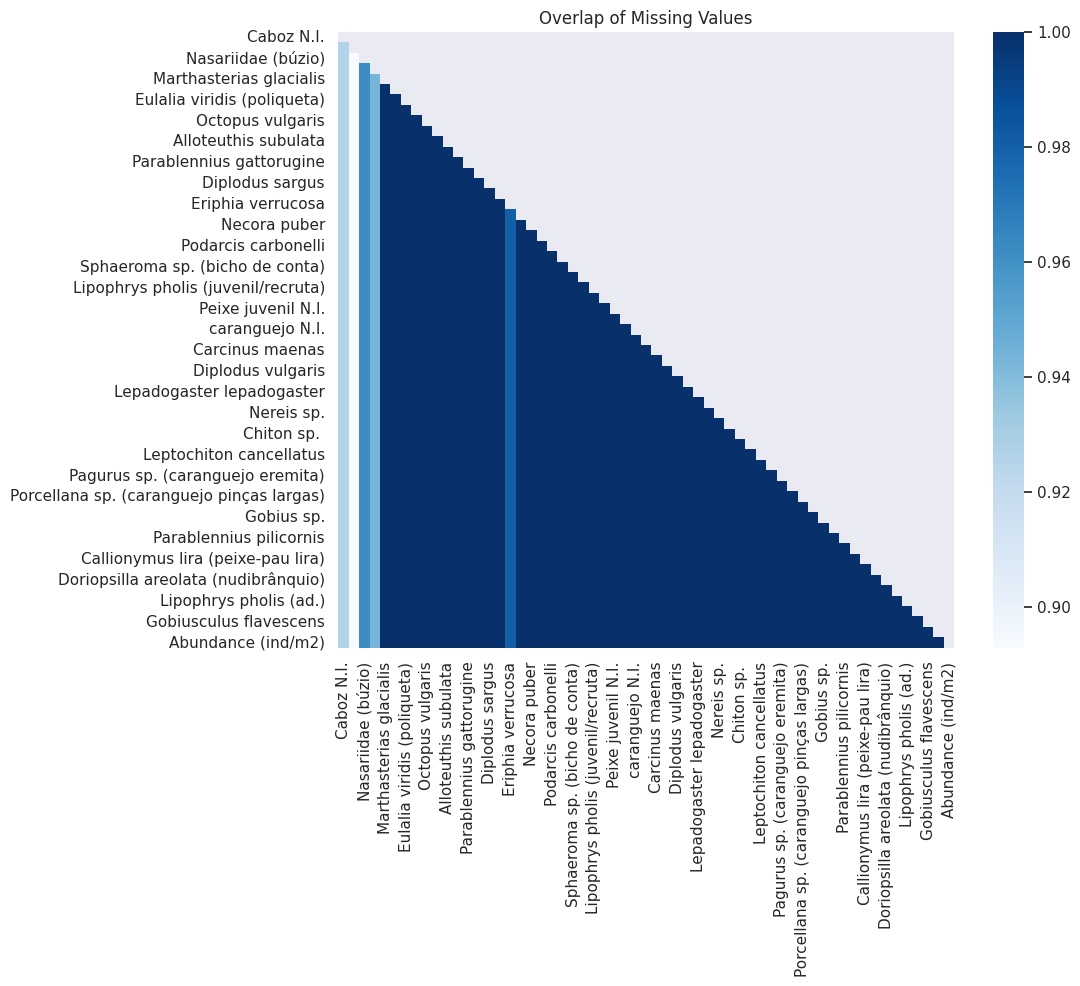 Overlap of Missing Values
Caboz N.I.
Nasariidae (búzio)
Marthasterias glacialis
Eulalia viridis (poliqueta)
Octopus vulgaris
Alloteuthis subulata
Parablennius gattorugine
Diplodus sargus
Eriphia verrucosa
Necora puber
Podarcis carbonelli
Sphaeroma sp. (bicho de conta)
Lipophrys pholis (juvenil/recruta)
Peixe juvenil N.I.
caranguejo N.I.
Carcinus maenas
Diplodus vulgaris
Lepadogaster lepadogaster
Nereis sp.
Chiton sp.
Leptochiton cancellatus
Pagurus sp. (caranguejo eremita)
Porcellana sp. (caranguejo pinças largas)
Gobius sp.
Parablennius pilicornis
Callionymus lira (peixe-pau lira)
Doriopsilla areolata (nudibrânquio)
Lipophrys pholis (ad.)
Gobiusculus flavescens
Abundance (ind/m2)
Caboz N.I.
Nasariidae (búzio)
Marthasterias glacialis
Eulalia viridis (poliqueta)
Octopus vulgaris
Alloteuthis subulata
Parablennius gattorugine
Diplodus sargus
Eriphia verrucosa
Necora puber
Podarcis carbonelli
Sphaeroma sp. (bicho de conta)
Lipophrys pholis (juvenil/recruta)
Peixe juvenil N.I.
caranguejo N.I.
Carcinus maenas
Diplodus vulgaris
Lepadogaster lepadogaster
Nereis sp.
Chiton sp.
Leptochiton cancellatus
Pagurus sp. (caranguejo eremita)
Porcellana sp. (caranguejo pinças largas)
Gobius sp.
Parablennius pilicornis
Callionymus lira (peixe-pau lira)
Doriopsilla areolata (nudibrânquio)
Lipophrys pholis (ad.)
Gobiusculus flavescens
Abundance (ind/m2)
1.00
0.98
0.96
0.94
0.92
0.90